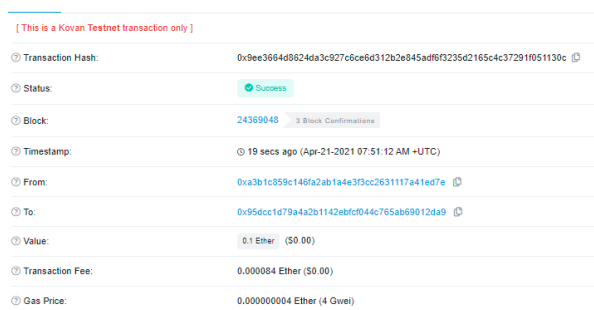 [ This is a Kovan Testnet transaction only ]
Transaction Hash: 0x9ee3664d8624da3c927c6ce6d312b2e845adf6f3235d2165c4c37291f051130c
Status: Success
Block: 24369048 3 Block Confirmations
Timestamp: 19 secs ago (Apr-21-2021 07:51:12 AM +UTC)
From: 0xa3b1c859c146fa2ab1a4e3f3cc2631117a41ed7e
To: 0x95dcc1d79a4a2b1142ebfcf044c765ab69012da9
Value: 0.1 Ether ($0.00)
Transaction Fee: 0.000084 Ether ($0.00)
Gas Price: 0.000000004 Ether (4 Gwei)